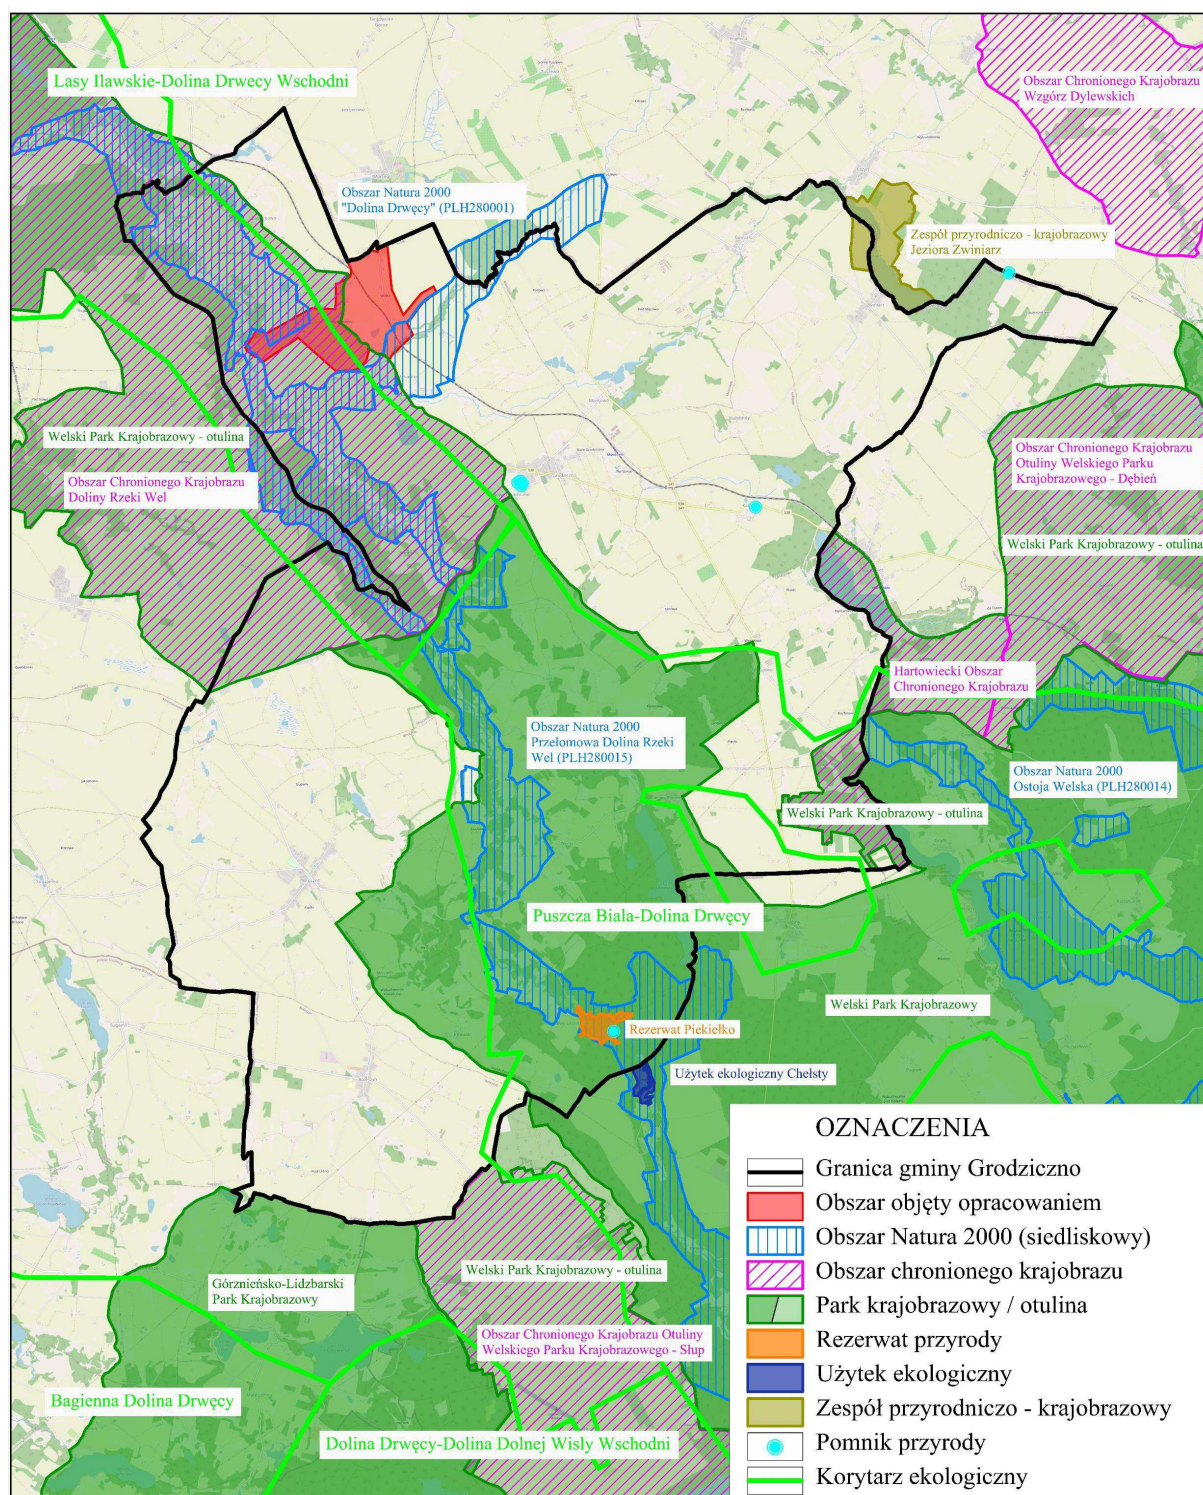 Obszar Chronionego Krajobrazu
Wzgórz Dylewskich
Lasy Ilawskie-Dolina Drwecy Wschodni
Obszar Natura 2000
"Dolina Drwęcy" (PLH280001)
Zespół przyrodniczo - krajobrazowy
Jeziora Zwiniarz
Welski Park Krajobrazowy - otulina
Obszar Chronionego Krajobrazu
Doliny Rzeki Wel
Obszar Chronionego Krajobrazu
Otuliny Welskiego Parku
Krajobrazowego - Dębień
Welski Park Krajobrazowy - otulina
Hartowiecki Obszar
Chronionego Krajobrazu
Obszar Natura 2000
Przełomowa Dolina Rzeki
Wel (PLH280015)
Obszar Natura 2000
Ostoja Welska (PLH280014)
Welski Park Krajobrazowy - otulina
Puszcza Biala-Dolina Drwęcy
Welski Park Krajobrazowy
Rezerwat Piekiełko
Użytek ekologiczny Chełsty
Welski Park Krajobrazowy - otulina
Górznieńsko-Lidzbarski
Park Krajobrazowy
Obszar Chronionego Krajobrazu Otuliny
Welskiego Parku Krajobrazowego - Słup
Bagienna Dolina Drwęcy
Dolina Drwęcy-Dolina Dolnej Wisly Wschodni
OZNACZENIA
Granica gminy Grodziczno
Obszar objęty opracowaniem
Obszar Natura 2000 (siedliskowy)
Obszar chronionego krajobrazu
Park krajobrazowy / otulina
Rezerwat przyrody
Użytek ekologiczny
Zespół przyrodniczo - krajobrazowy
Pomnik przyrody
Korytarz ekologiczny